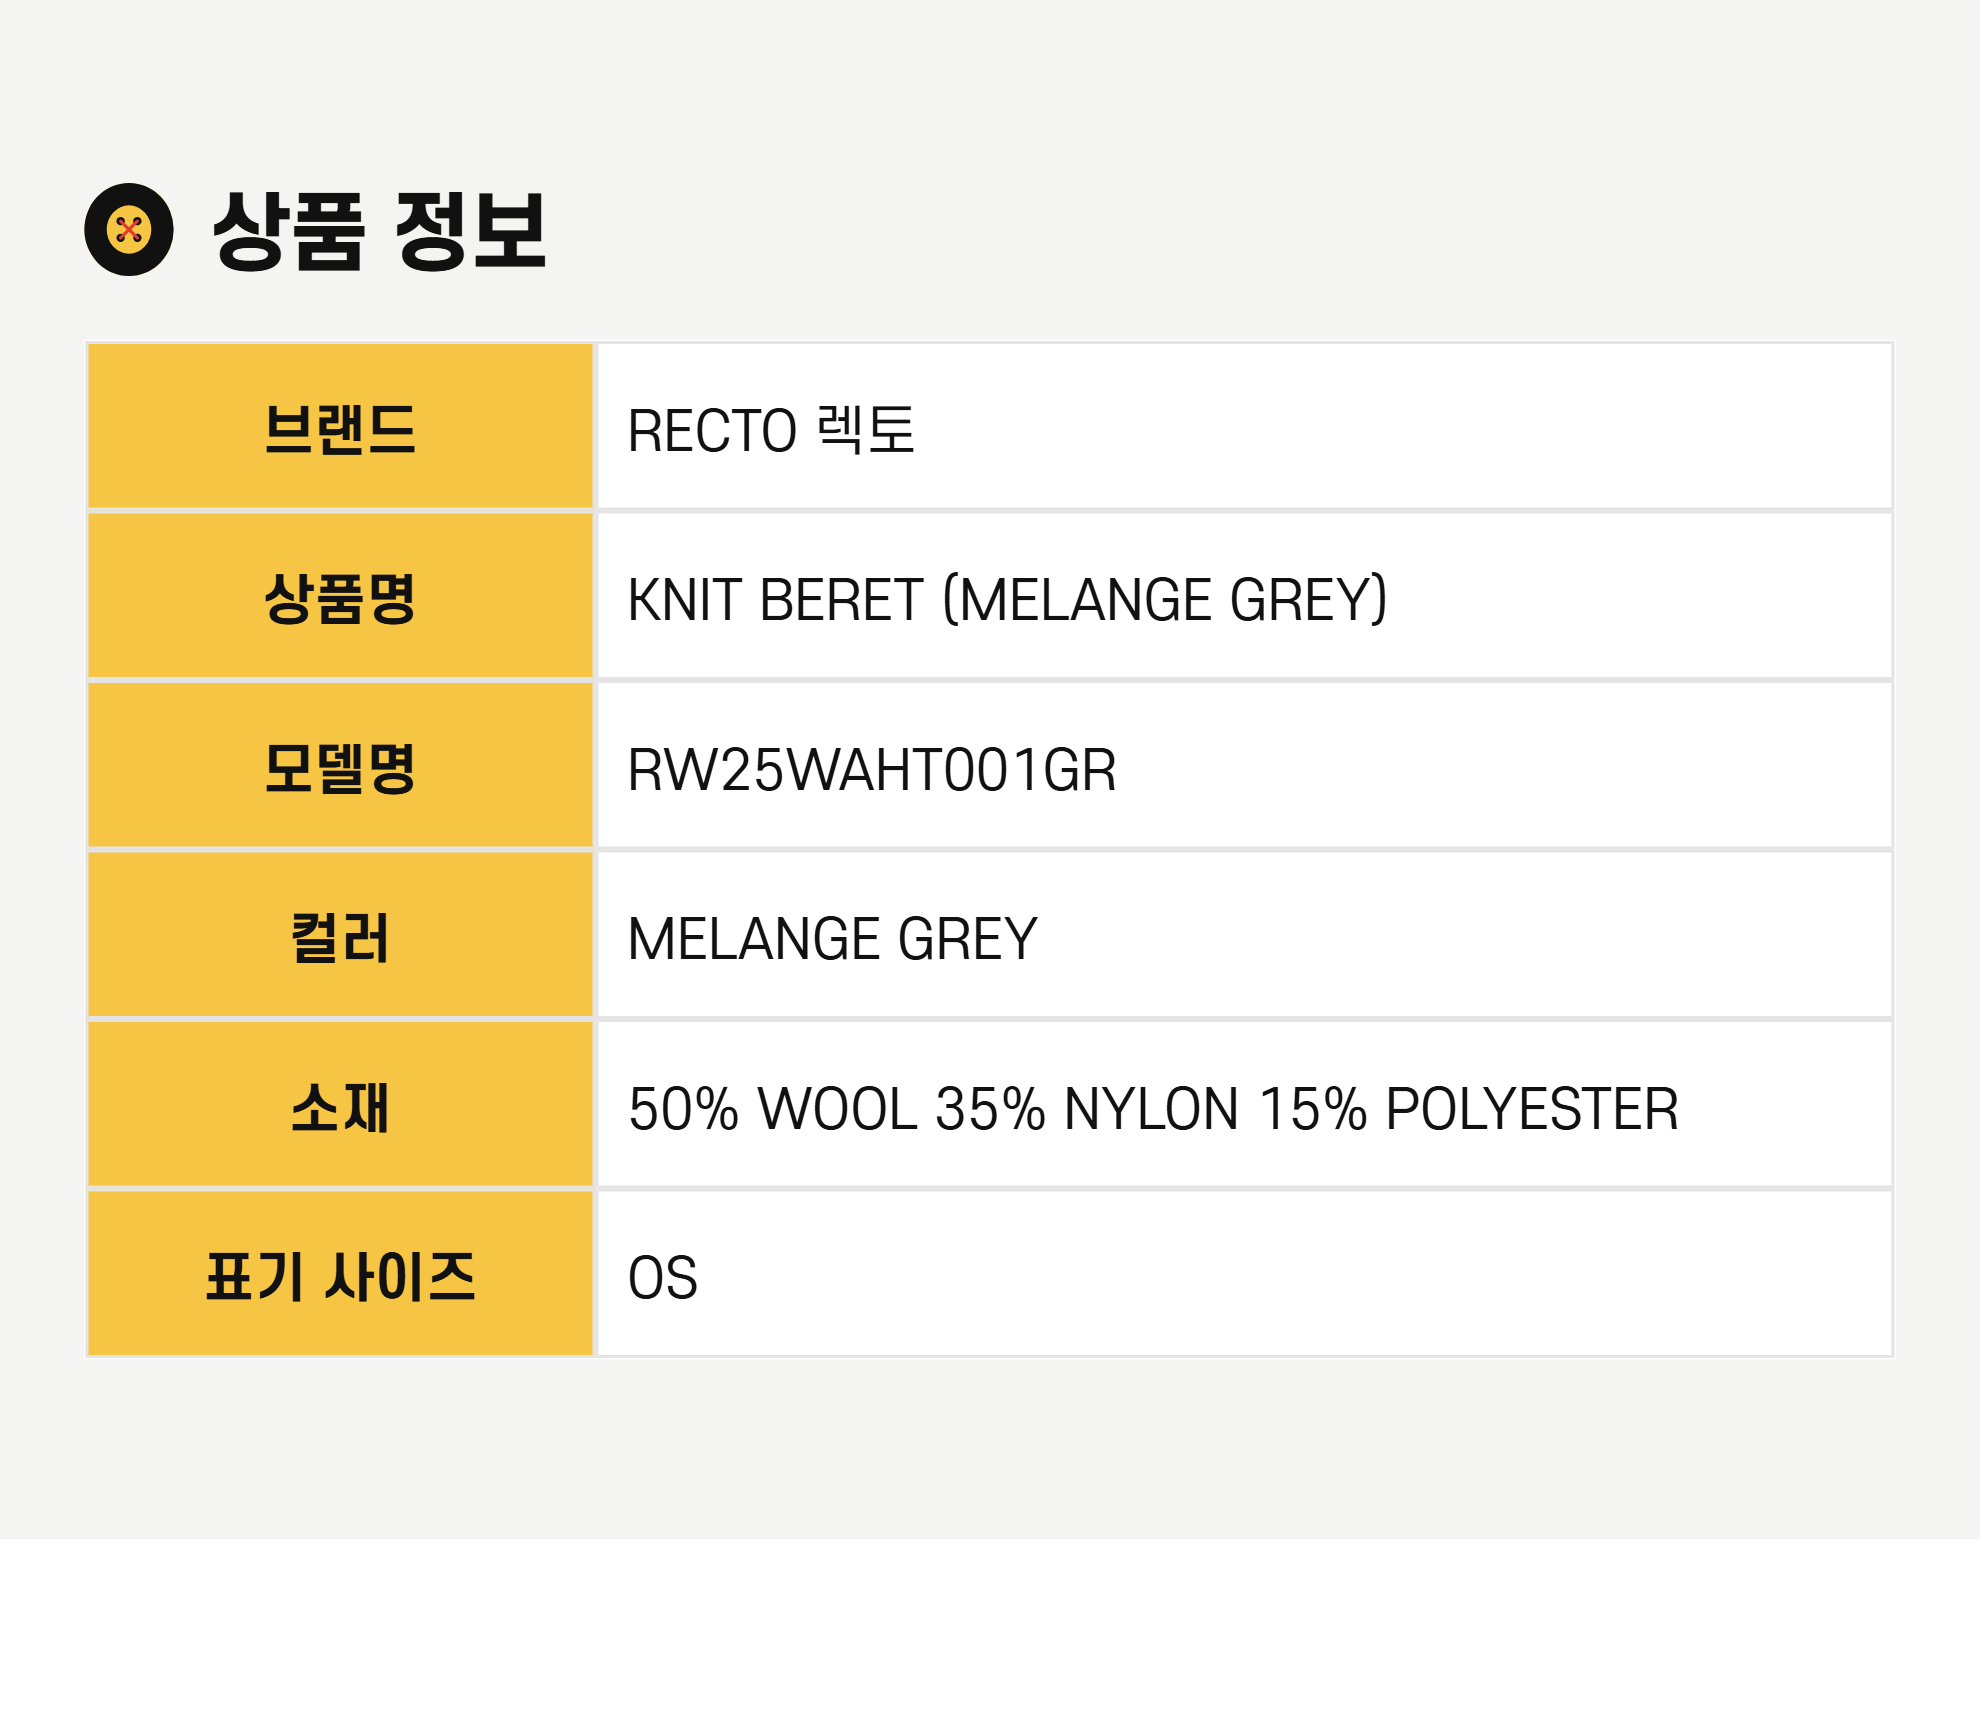 상품 정보
브랜드 RECTO 렉토
상품명 KNIT BERET (MELANGE GREY)
모델명 RW25WAHT001GR
컬러 MELANGE GREY
소재 50% WOOL 35% NYLON 15% POLYESTER
표기 사이즈 OS